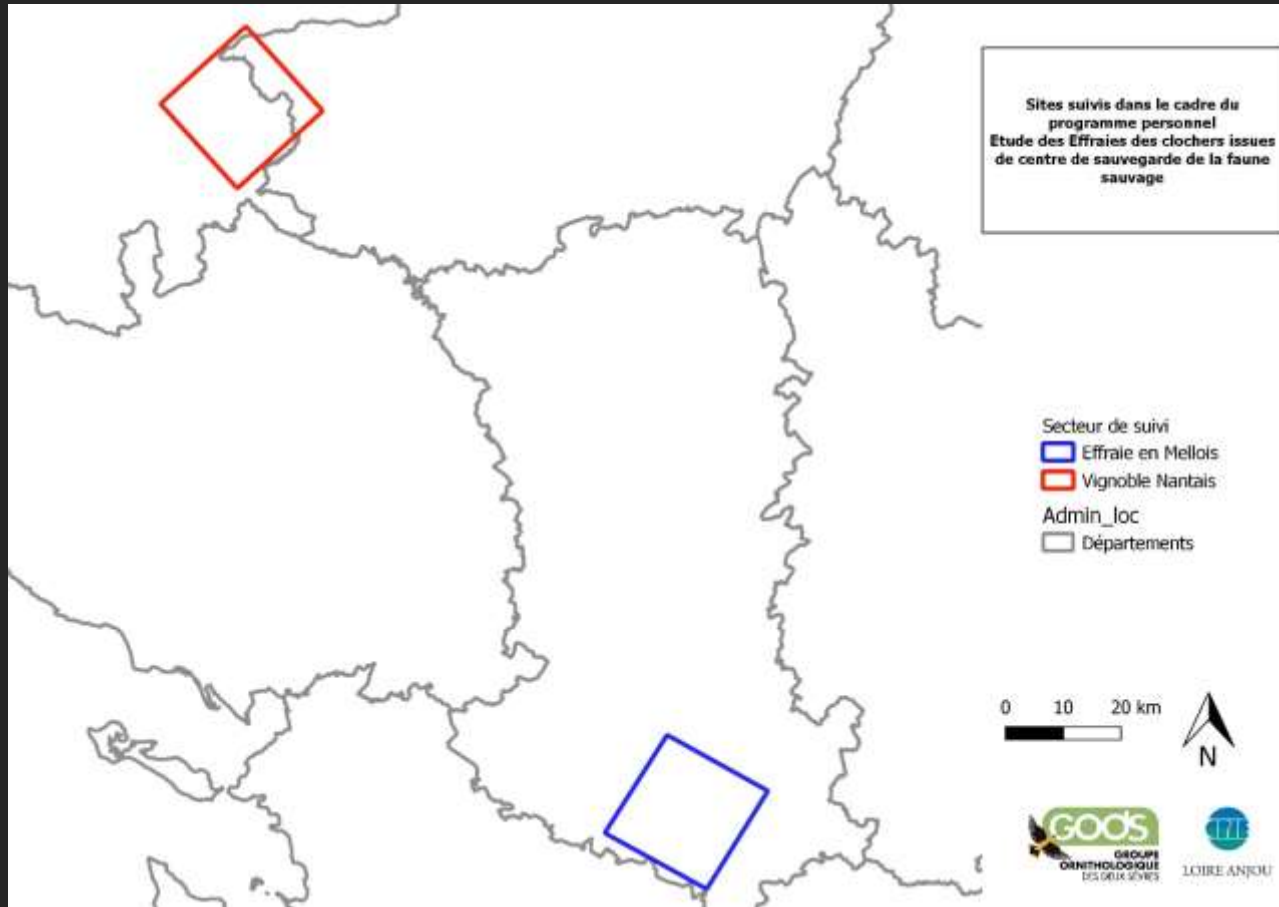 Sites suivis dans le cadre du
programme personnel
Etude des Effraies des clochers issues
de centre de sauvegarde de la faune
sauvage
Secteur de suivi
Effraie en Mellois
Vignoble Nantais
Admin_loc
Départements
0 10 20 km
N
GODS
GROUPE
ORNITHOLOGIQUE
DES DEUX SÈVRES
CPIE
LOIRE ANJOU